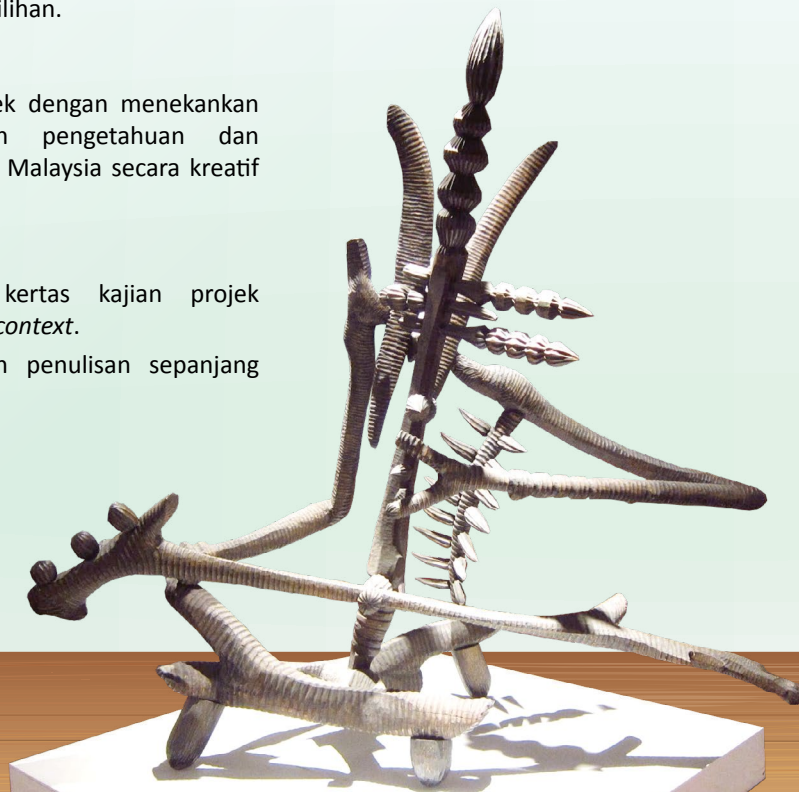 ilihan.
ek dengan menekankan
n pengetahuan dan
Malaysia secara kreatif
kertas kajian projek
context.
n penulisan sepanjang